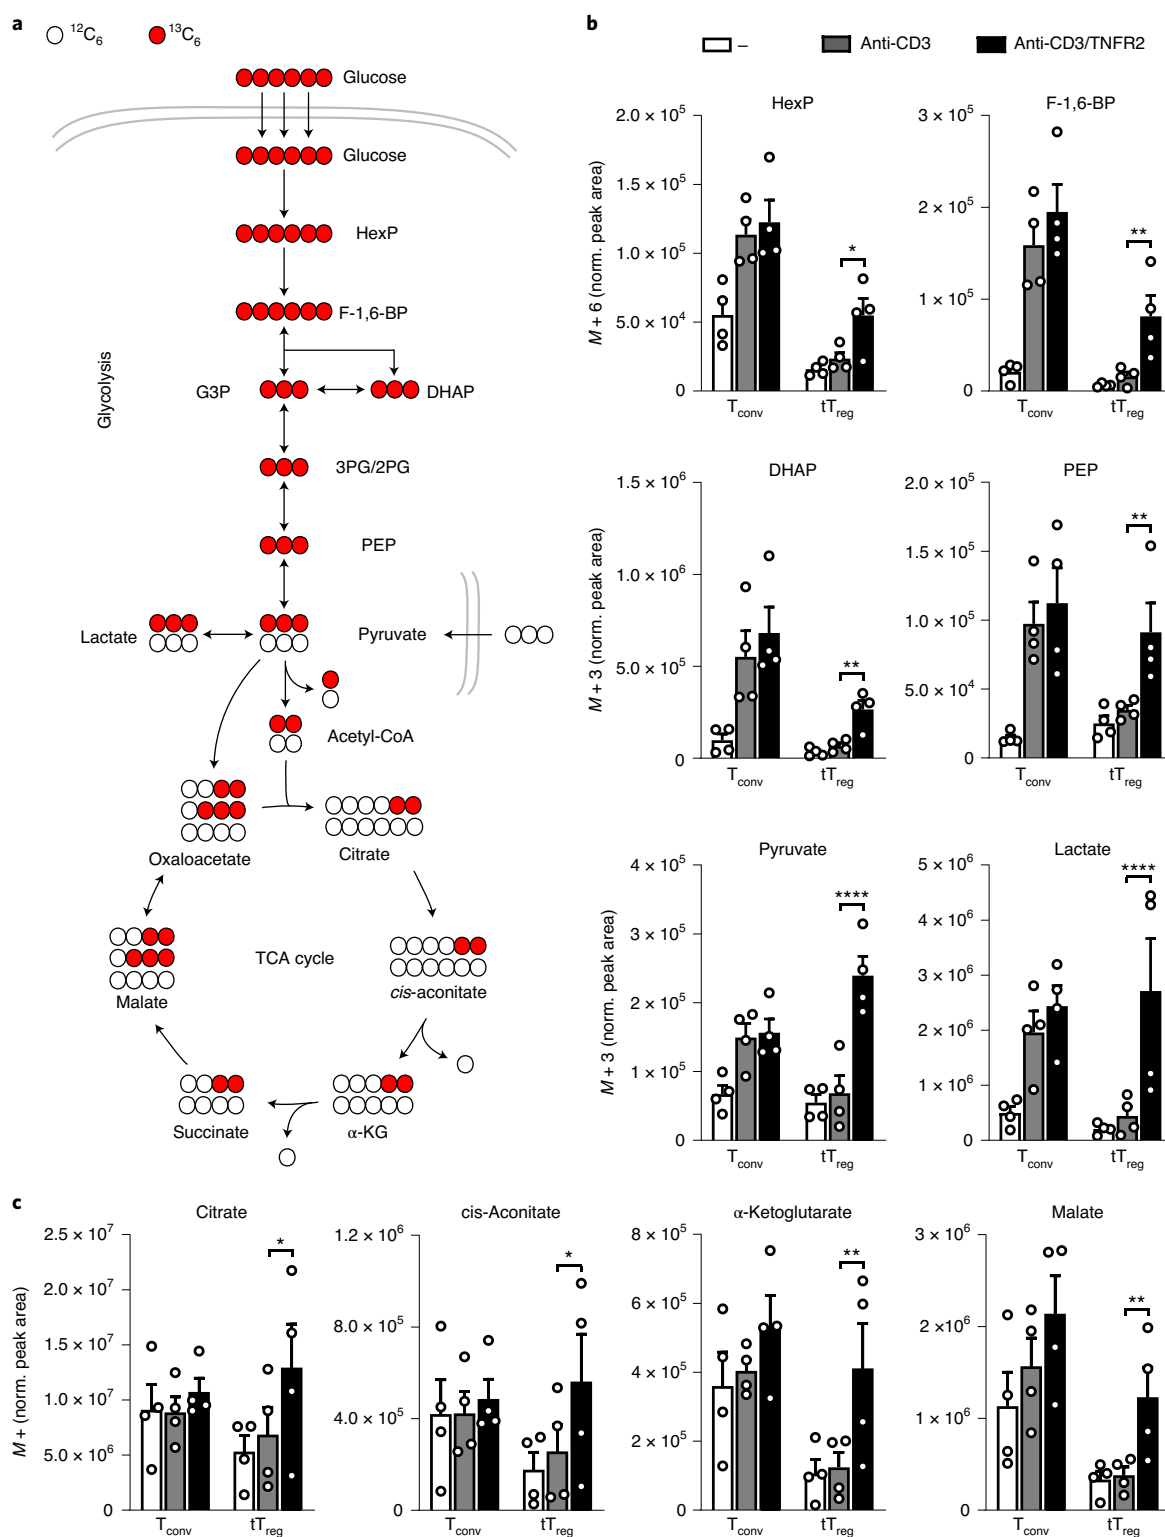 a
¹²C₆ ¹³C₆
Glucose
Glucose
HexP
F-1,6-BP
G3P DHAP
Glycolysis
3PG/2PG
PEP
Lactate Pyruvate
Acetyl-CoA
Oxaloacetate Citrate
Malate TCA cycle cis-aconitate
Succinate α-KG
b
– Anti-CD3 Anti-CD3/TNFR2
HexP
M + 6 (norm. peak area)
2.0 × 10⁵
1.5 × 10⁵
1.0 × 10⁵
5.0 × 10⁴
0
*
Tconv tTreg
F-1,6-BP
3 × 10⁵
2 × 10⁵
1 × 10⁵
0
**
Tconv tTreg
DHAP
M + 3 (norm. peak area)
1.5 × 10⁶
1.0 × 10⁶
5.0 × 10⁵
0
**
Tconv tTreg
PEP
2.0 × 10⁵
1.5 × 10⁵
1.0 × 10⁵
5.0 × 10⁴
0
**
Tconv tTreg
Pyruvate
M + 3 (norm. peak area)
4 × 10⁵
3 × 10⁵
2 × 10⁵
1 × 10⁵
0
****
Tconv tTreg
Lactate
5 × 10⁶
4 × 10⁶
3 × 10⁶
2 × 10⁶
1 × 10⁶
0
****
Tconv tTreg
c
Citrate
M + (norm. peak area)
2.5 × 10⁷
2.0 × 10⁷
1.5 × 10⁷
1.0 × 10⁷
5.0 × 10⁶
0
*
Tconv tTreg
cis-Aconitate
1.2 × 10⁶
8.0 × 10⁵
4.0 × 10⁵
0
*
Tconv tTreg
α-Ketoglutarate
8 × 10⁵
6 × 10⁵
4 × 10⁵
2 × 10⁵
0
**
Tconv tTreg
Malate
3 × 10⁶
2 × 10⁶
1 × 10⁶
0
**
Tconv tTreg